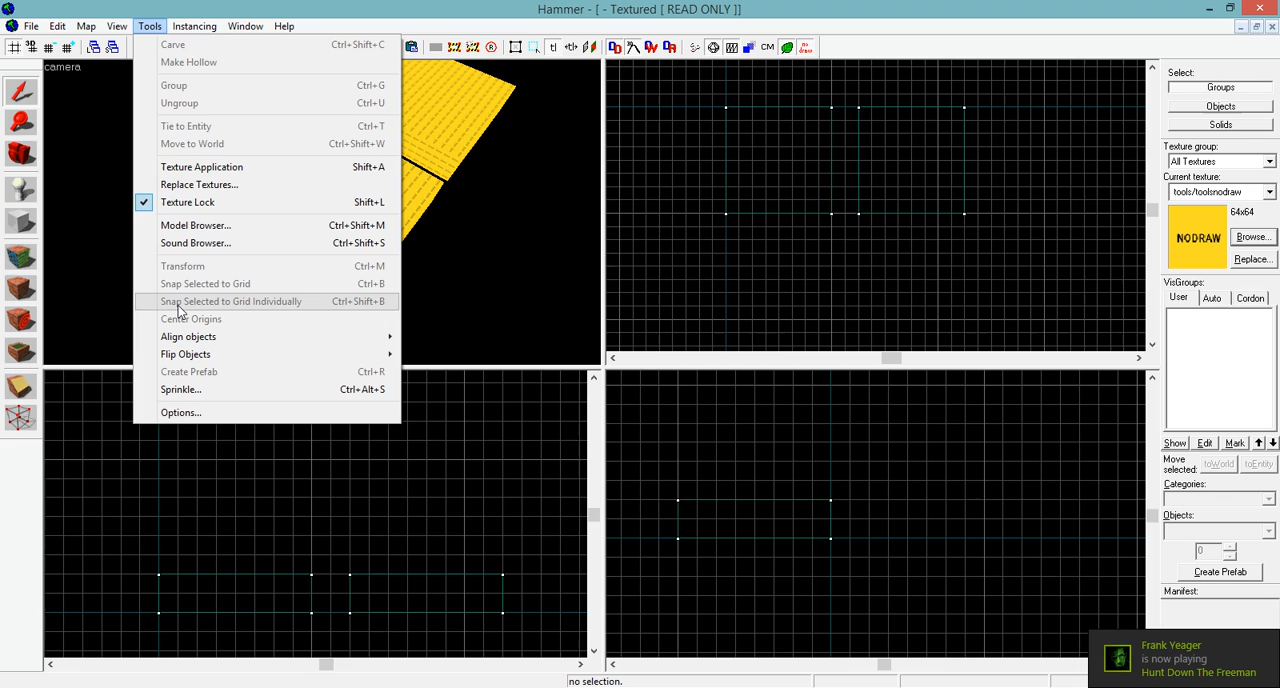 Hammer - [ - Textured [ READ ONLY ]]
File Edit Map View Tools Instancing Window Help
Carve Ctrl+Shift+C
Make Hollow
Group Ctrl+G
Ungroup Ctrl+U
Tie to Entity Ctrl+T
Move to World Ctrl+Shift+W
Texture Application Shift+A
Replace Textures...
Texture Lock Shift+L
Model Browser... Ctrl+Shift+M
Sound Browser... Ctrl+Shift+S
Transform Ctrl+M
Snap Selected to Grid Ctrl+B
Snap Selected to Grid Individually Ctrl+Shift+B
Center Origins
Align objects
Flip Objects
Create Prefab Ctrl+R
Sprinkle... Ctrl+Alt+S
Options...
camera
tl
CM
Select:
Groups
Objects
Solids
Texture group:
All Textures
Current texture:
tools/toolsnodraw
NODRAW
64x64
Browse...
Replace...
VisGroups:
User Auto Cordon
Show Edit Mark
Move selected: toWorld toEntity
Categories:
Objects:
0
Create Prefab
Manifest:
no selection.
Frank Yeager
is now playing
Hunt Down The Freeman